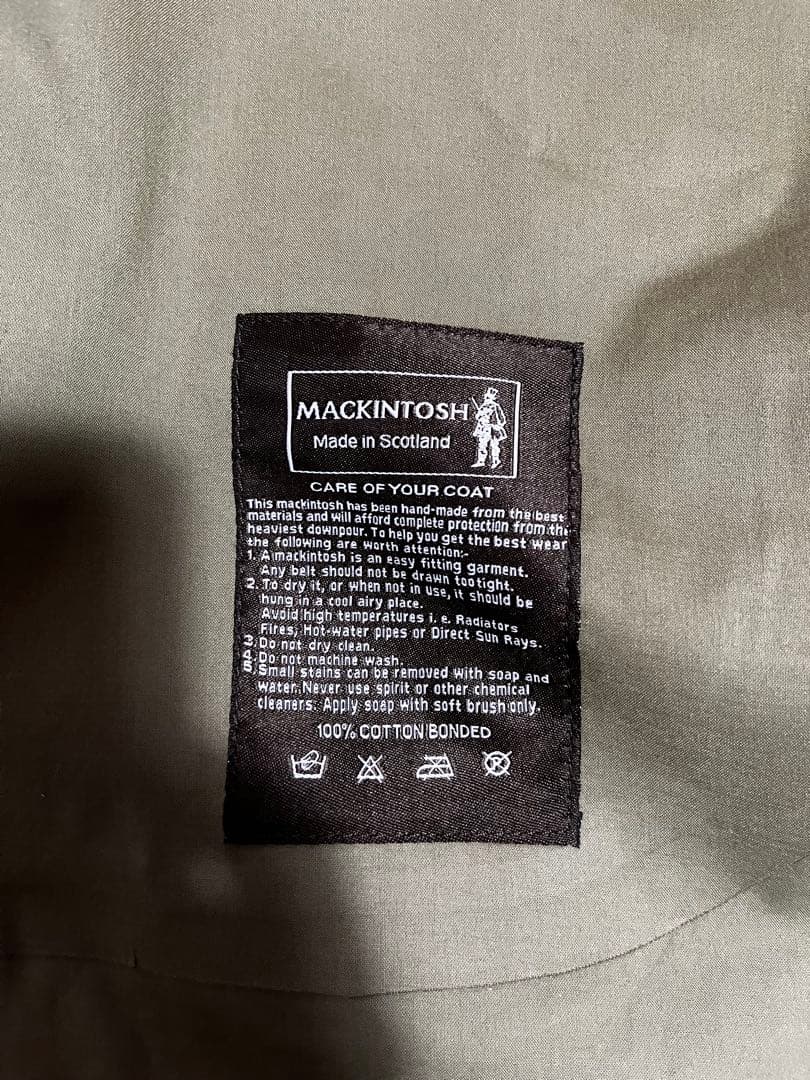 MACKINTOSH
Made in Scotland
CARE OF YOUR COAT
This mackintosh has been hand-made from the best
materials and will afford complete protection from the
heaviest downpour. To help you get the best wear
the following are worth attention:-
1. A mackintosh is an easy fitting garment.
Any belt should not be drawn too tight.
2. To dry it, or when not in use, it should be
hung in a cool airy place.
Avoid high temperatures i. e. Radiators
Fires, Hot-water pipes or Direct Sun Rays.
3. Do not dry clean.
4. Do not machine wash.
5. Small stains can be removed with soap and
water. Never use spirit or other chemical
cleaners: Apply soap with soft brush only.
100% COTTON BONDED
P